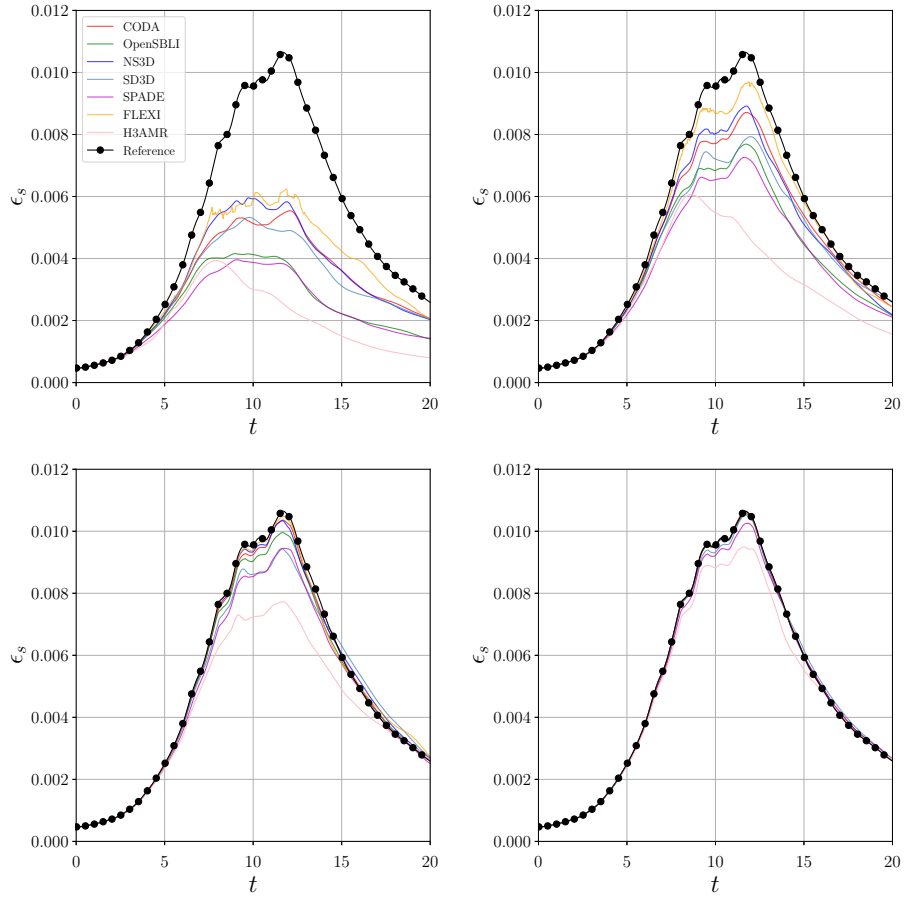 0.012
0.010
0.008
0.006
0.004
0.002
0.000
ϵs
0 5 10 15 20
t
CODA
OpenSBLI
NS3D
SD3D
SPADE
FLEXI
H3AMR
Reference
0.012
0.010
0.008
0.006
0.004
0.002
0.000
ϵs
0 5 10 15 20
t
0.012
0.010
0.008
0.006
0.004
0.002
0.000
ϵs
0 5 10 15 20
t
0.012
0.010
0.008
0.006
0.004
0.002
0.000
ϵs
0 5 10 15 20
t